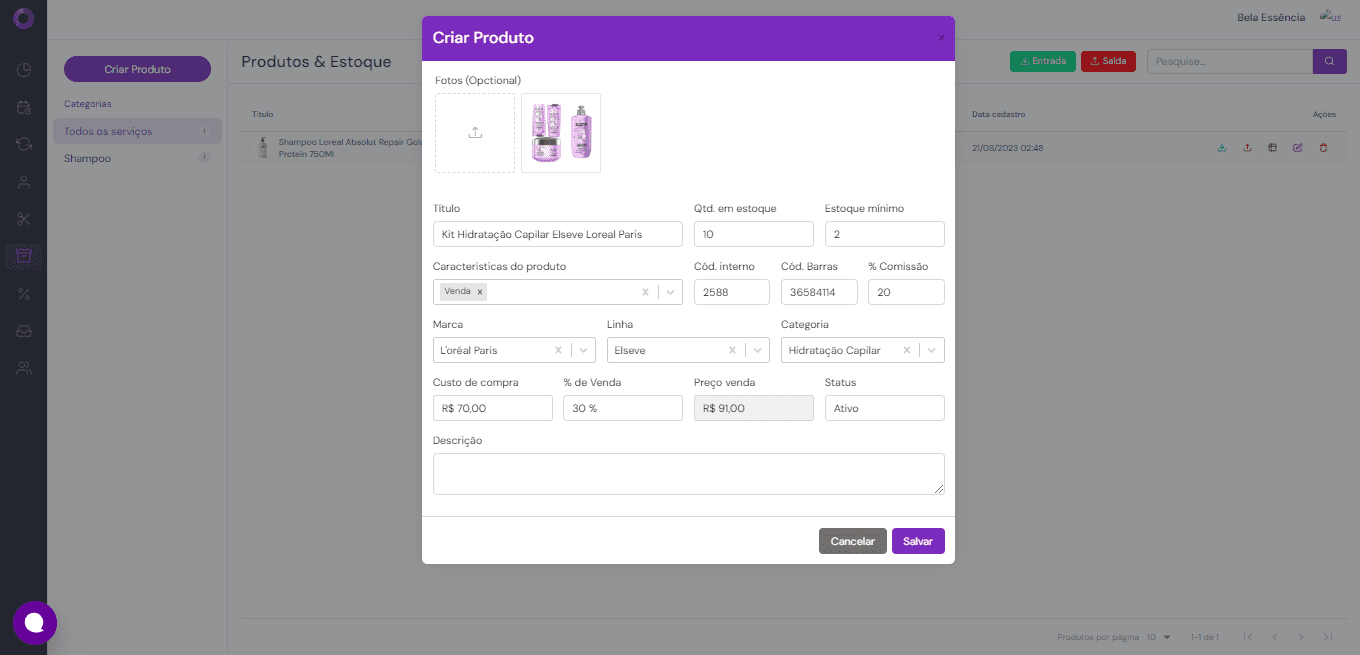 Bela Essência
Criar Produto
Criar Produto
×
Produtos & Estoque
Entrada
Saída
Pesquise...
Fotos (Opctional)
Categorias
Todos os serviços 1
Shampoo 1
Título
Data cadastro
Ações
Shampoo Loreal Absolut Repair Gold
Protein 750Ml
21/08/2023 02:48
Título
Qtd. em estoque
Estoque mínimo
Kit Hidratação Capilar Elseve Loreal Paris
10
2
Caracteristicas do produto
Cód. interno
Cód. Barras
% Comissão
Venda x
2588
36584114
20
Marca
Linha
Categoria
L'oréal Paris
Elseve
Hidratação Capilar
Custo de compra
% de Venda
Preço venda
Status
R$ 70,00
30 %
R$ 91,00
Ativo
Descrição
Cancelar
Salvar
Produtos por página 10
1-1 de 1